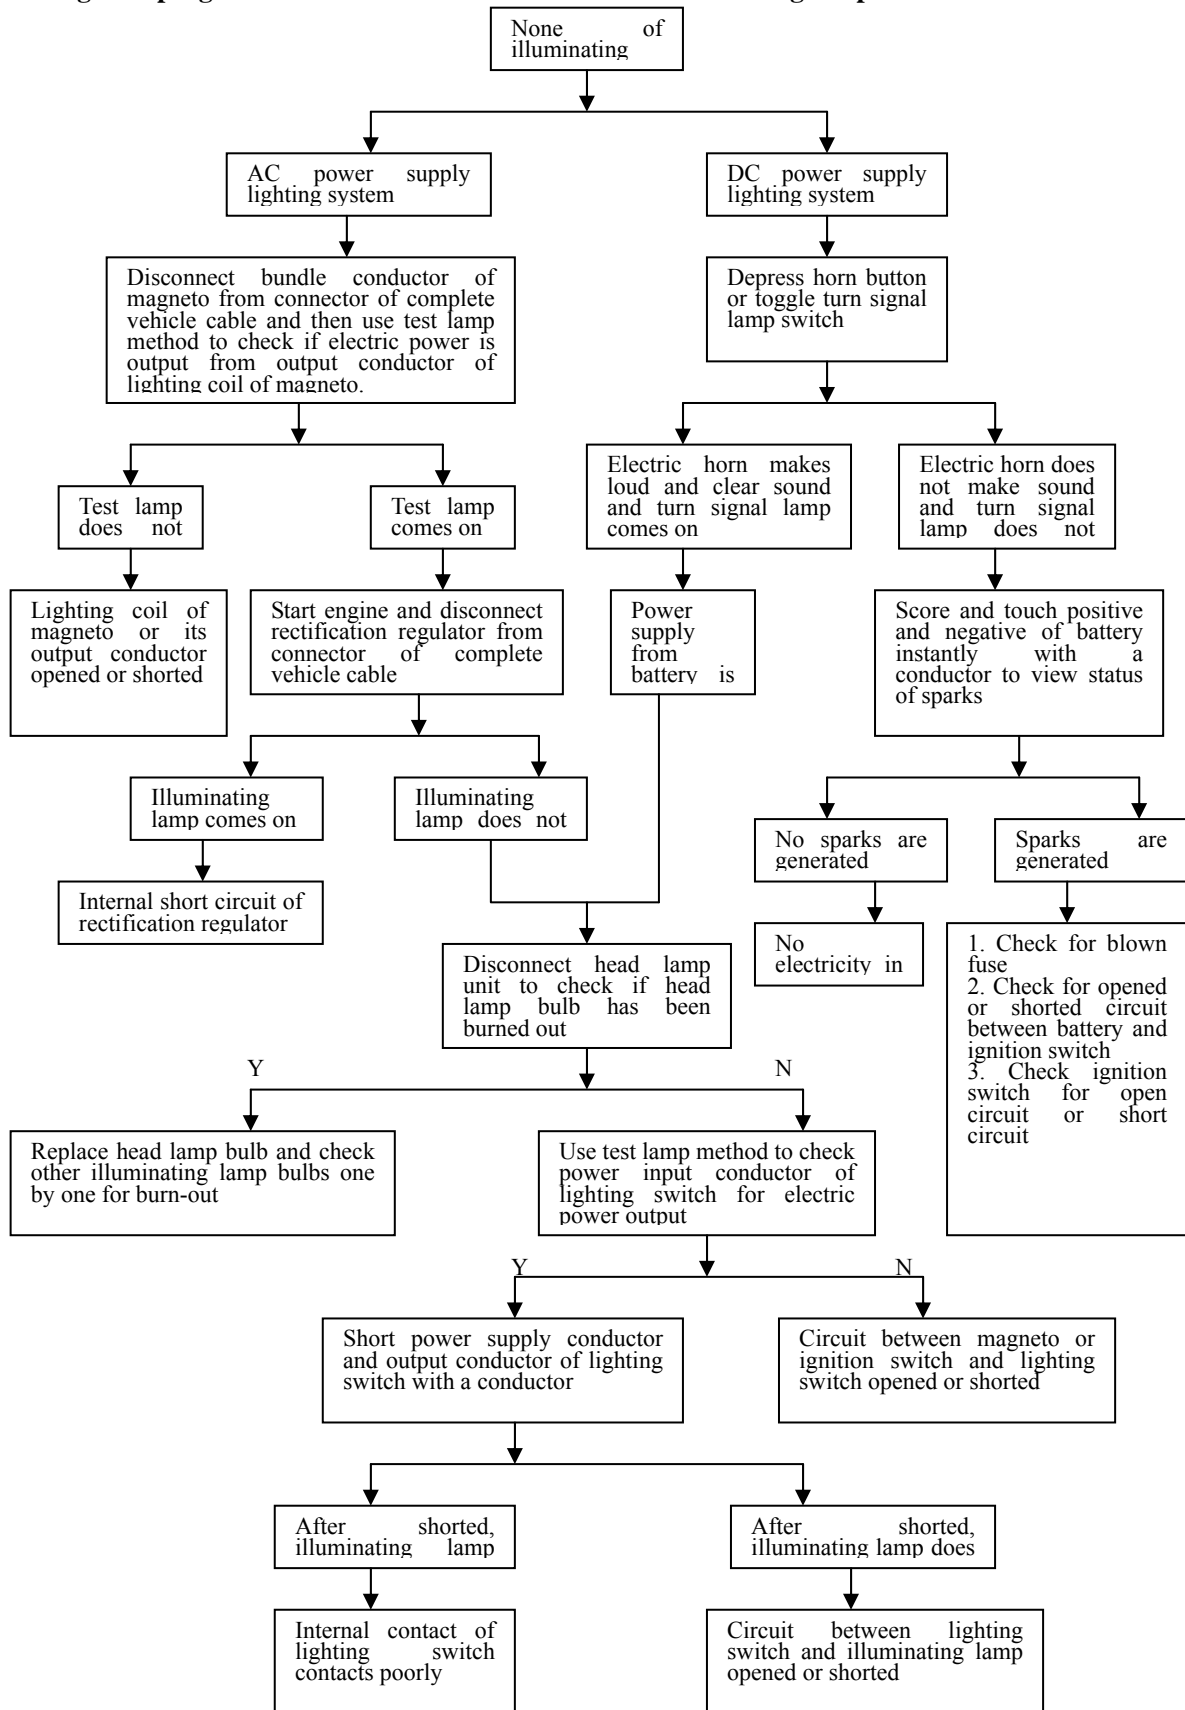 None of
illuminating
AC power supply
lighting system
DC power supply
lighting system
Disconnect bundle conductor of
magneto from connector of complete
vehicle cable and then use test lamp
method to check if electric power is
output from output conductor of
lighting coil of magneto.
Depress horn button
or toggle turn signal
lamp switch
Test lamp
does not
Test lamp
comes on
Electric horn makes
loud and clear sound
and turn signal lamp
comes on
Electric horn does
not make sound
and turn signal
lamp does not
Lighting coil of
magneto or its
output conductor
opened or shorted
Start engine and disconnect
rectification regulator from
connector of complete
vehicle cable
Power
supply
from
battery is
Score and touch positive
and negative of battery
instantly with a
conductor to view status
of sparks
Illuminating
lamp comes on
Illuminating
lamp does not
No sparks are
generated
Sparks are
generated
Internal short circuit of
rectification regulator
No
electricity in
1. Check for blown
fuse
2. Check for opened
or shorted circuit
between battery and
ignition switch
3. Check ignition
switch for open
circuit or short
circuit
Disconnect head lamp
unit to check if head
lamp bulb has been
burned out
Y
N
Replace head lamp bulb and check
other illuminating lamp bulbs one
by one for burn-out
Use test lamp method to check
power input conductor of
lighting switch for electric
power output
Y
N
Short power supply conductor
and output conductor of lighting
switch with a conductor
Circuit between magneto or
ignition switch and lighting
switch opened or shorted
After shorted,
illuminating lamp
After shorted,
illuminating lamp does
Internal contact of
lighting switch
contacts poorly
Circuit between lighting
switch and illuminating lamp
opened or shorted